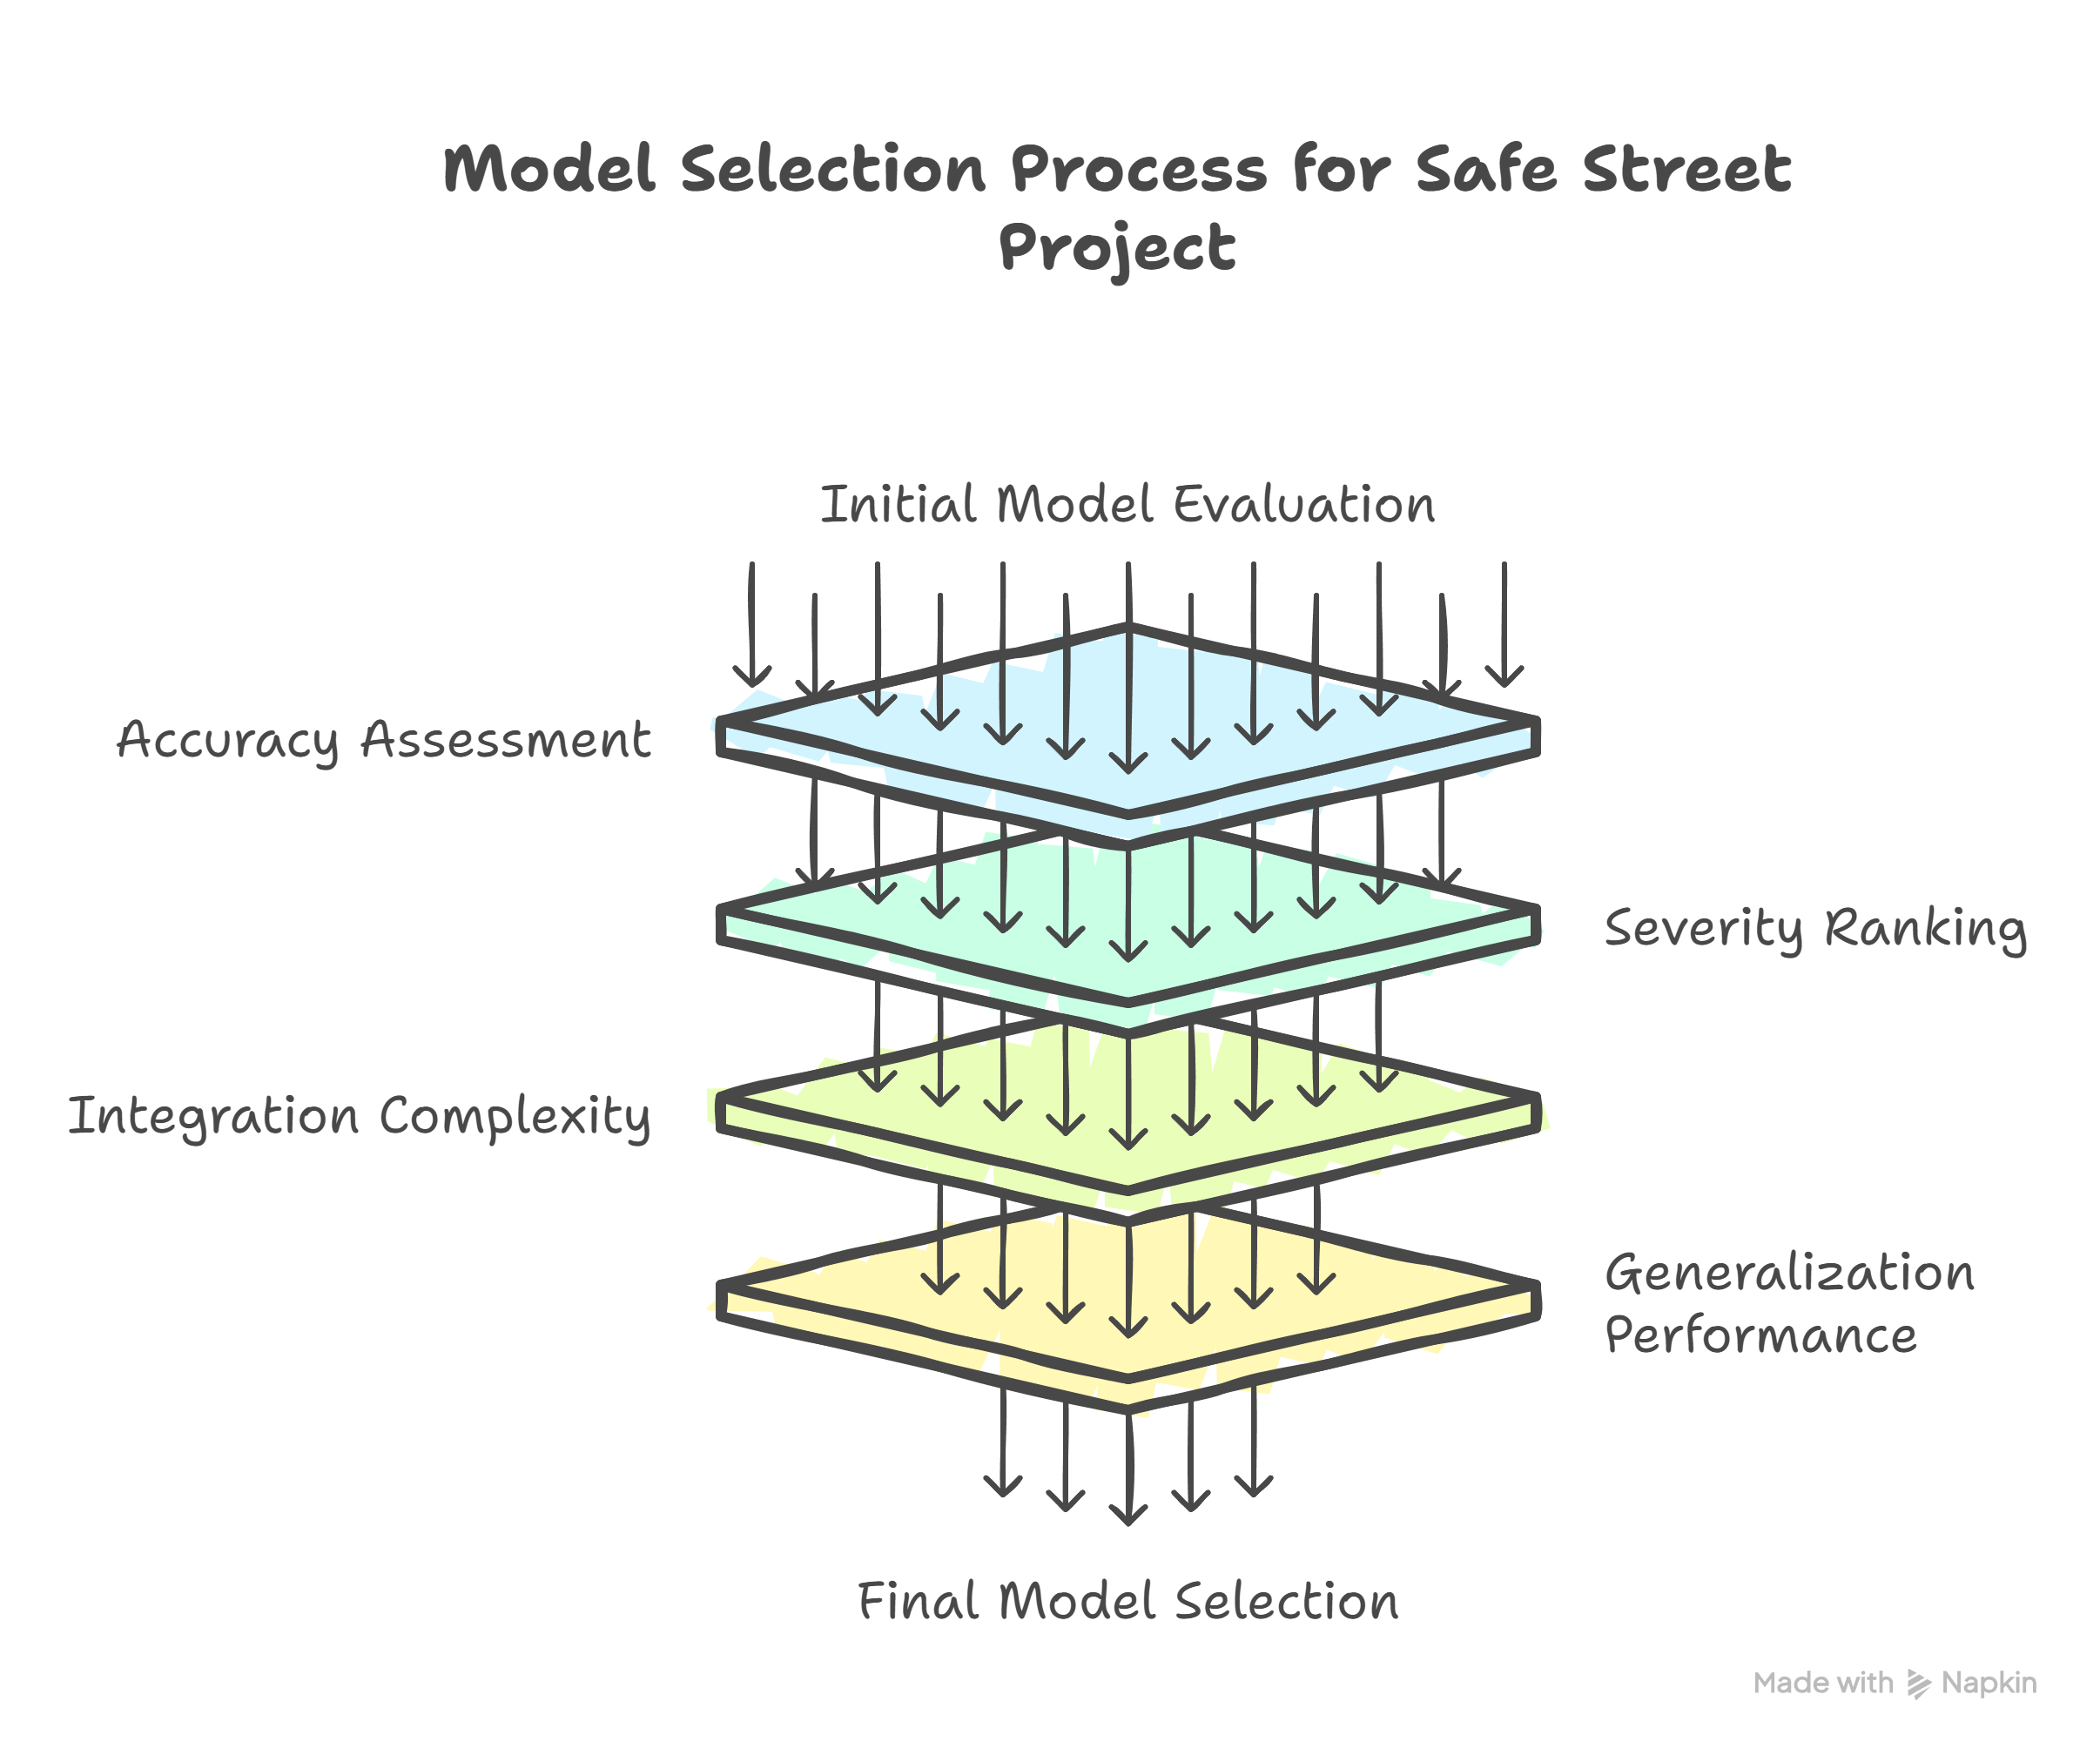 Model Selection Process for Safe Street
Project
Initial Model Evaluation
Accuracy Assessment
Severity Ranking
Integration Complexity
Generalization
Performance
Final Model Selection
Made with Napkin